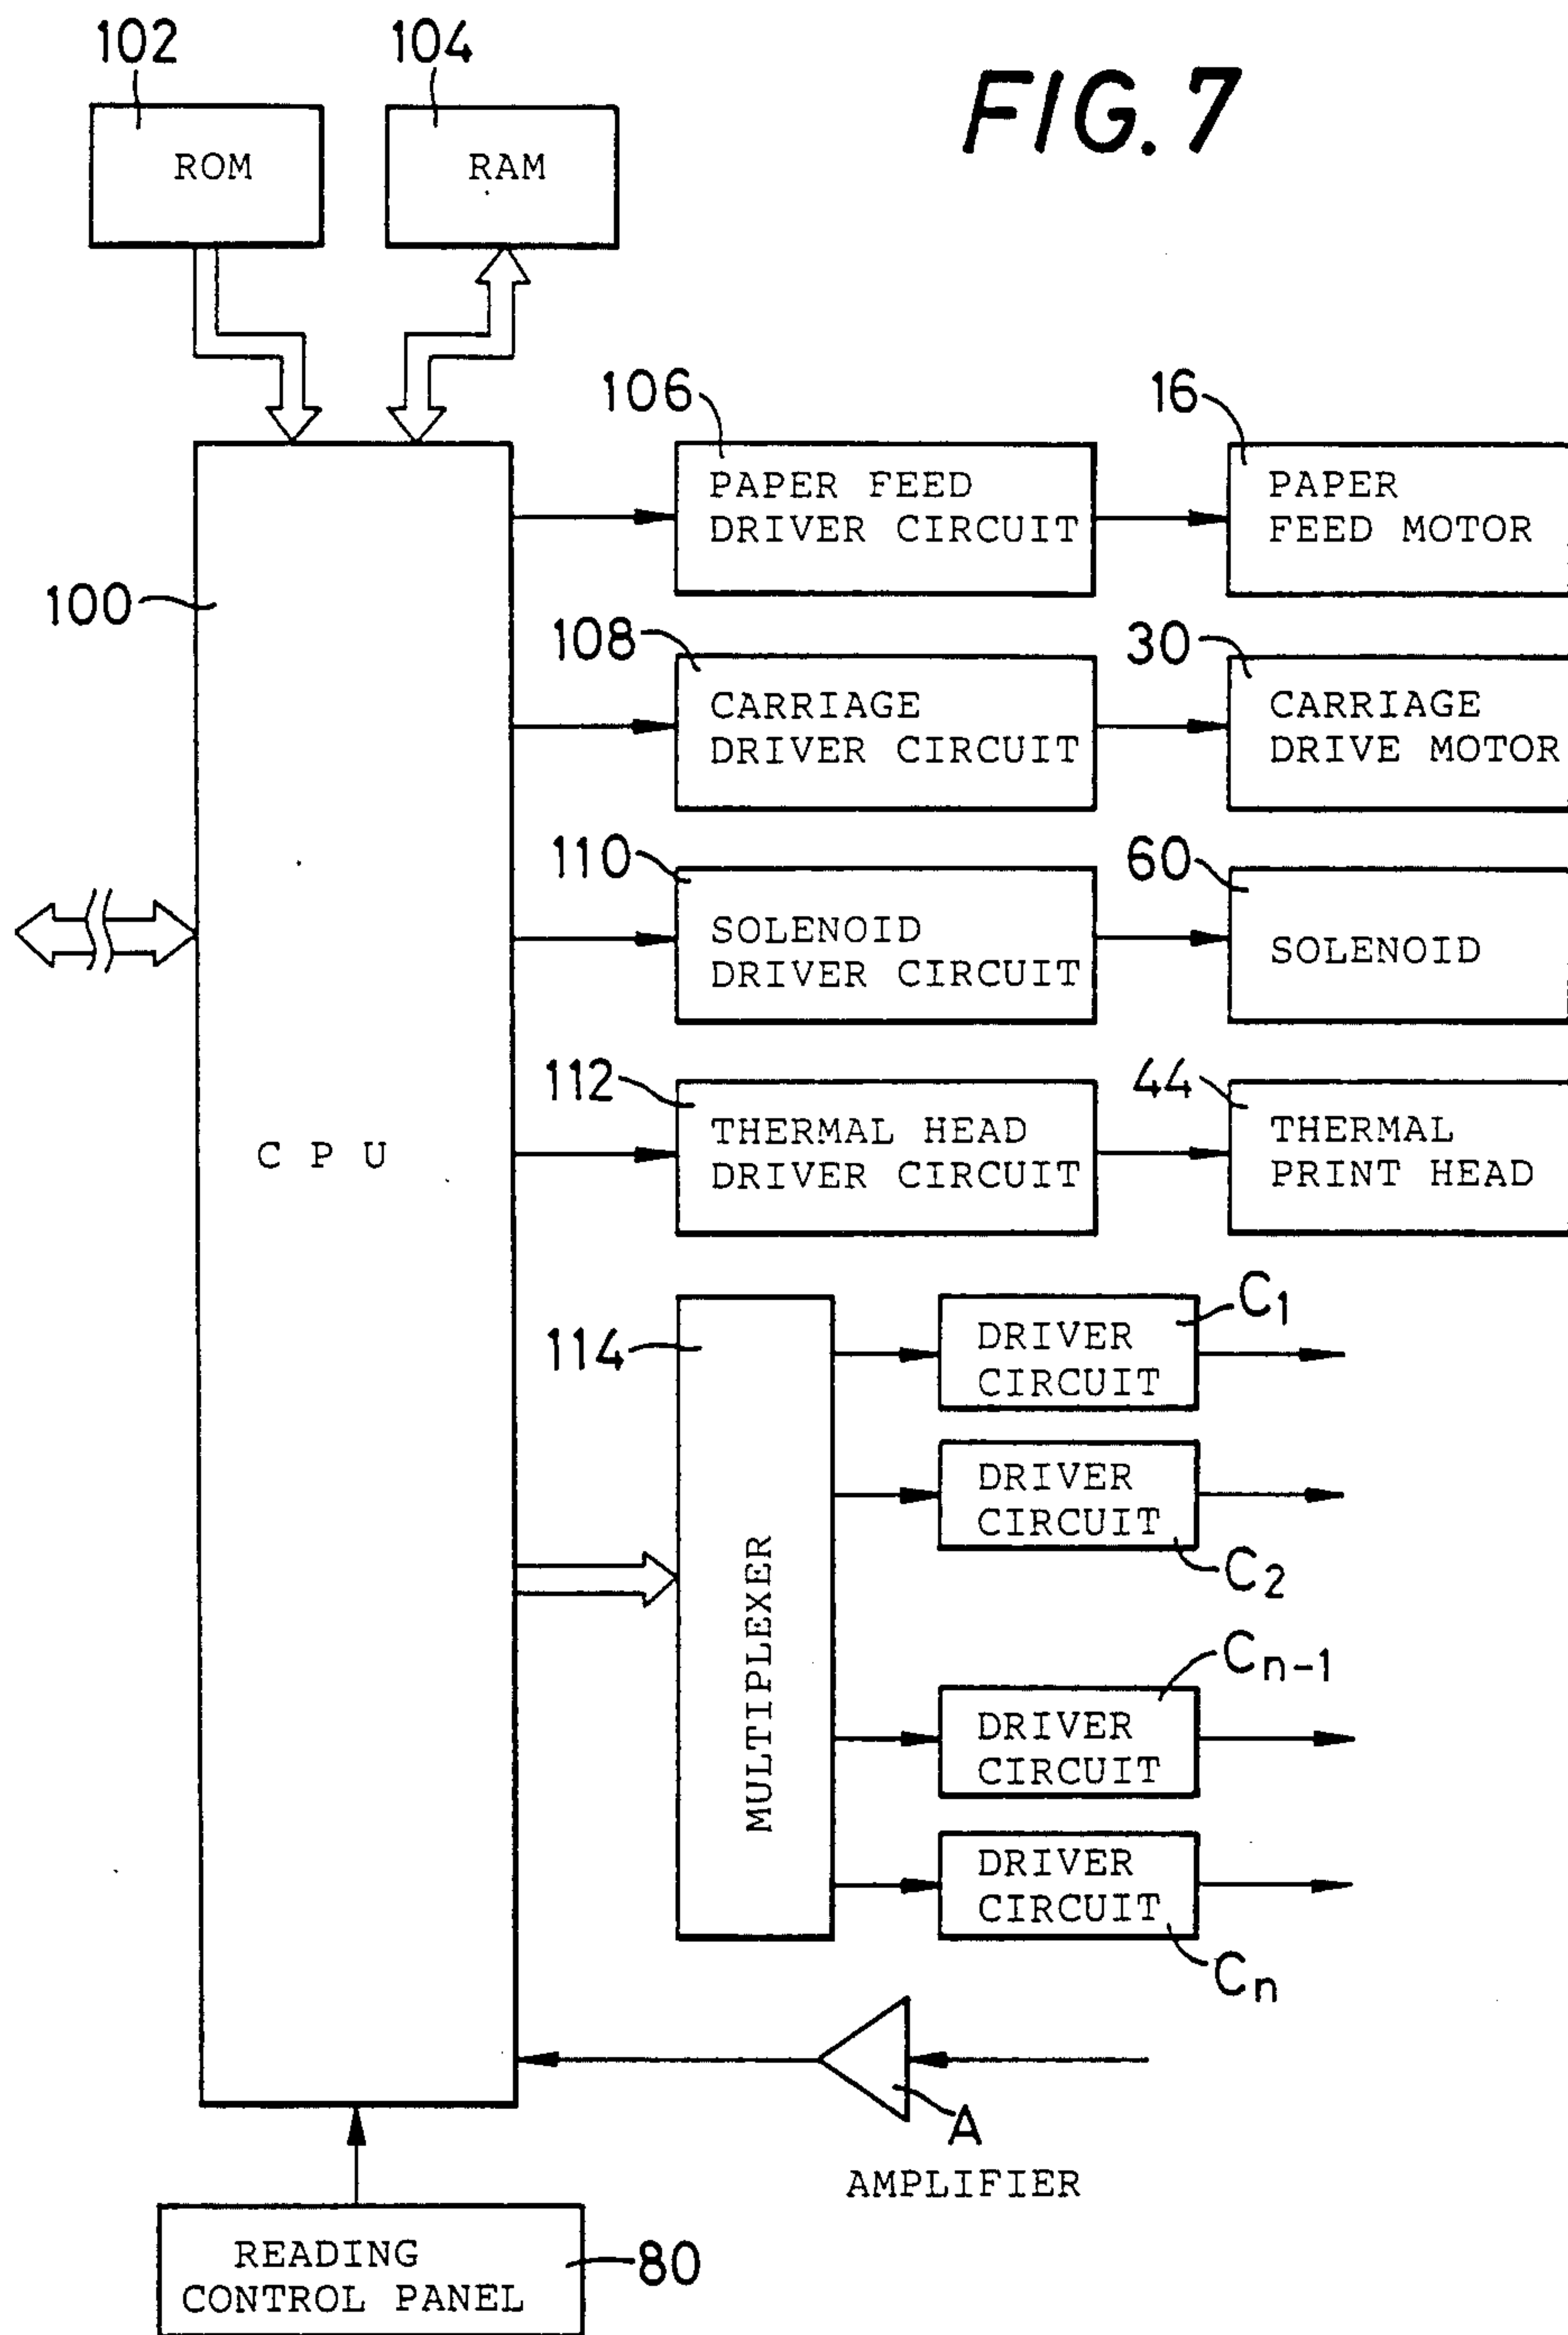 FIG. 7
102
104
ROM
RAM
106
16
PAPER FEED
DRIVER CIRCUIT
PAPER
FEED MOTOR
100
108
30
CARRIAGE
DRIVER CIRCUIT
CARRIAGE
DRIVE MOTOR
110
60
SOLENOID
DRIVER CIRCUIT
SOLENOID
CPU
112
44
THERMAL HEAD
DRIVER CIRCUIT
THERMAL
PRINT HEAD
114
MULTIPLEXER
C1
DRIVER
CIRCUIT
DRIVER
CIRCUIT
C2
Cn-1
DRIVER
CIRCUIT
DRIVER
CIRCUIT
Cn
A
AMPLIFIER
READING
CONTROL PANEL
80